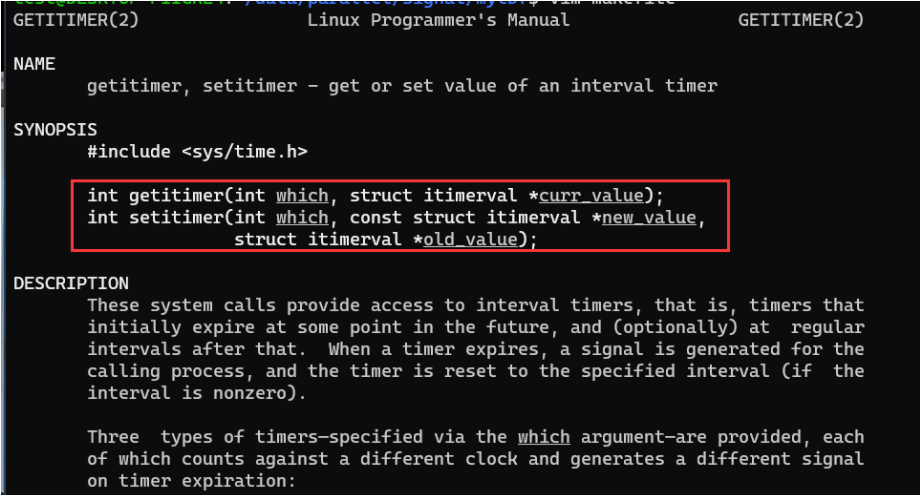 GETITIMER(2) Linux Programmer's Manual GETITIMER(2)
NAME
getitimer, setitimer - get or set value of an interval timer
SYNOPSIS
#include <sys/time.h>
int getitimer(int which, struct itimerval *curr_value);
int setitimer(int which, const struct itimerval *new_value,
struct itimerval *old_value);
DESCRIPTION
These system calls provide access to interval timers, that is, timers that
initially expire at some point in the future, and (optionally) at regular
intervals after that. When a timer expires, a signal is generated for the
calling process, and the timer is reset to the specified interval (if the
interval is nonzero).
Three types of timers—specified via the which argument—are provided, each
of which counts against a different clock and generates a different signal
on timer expiration: